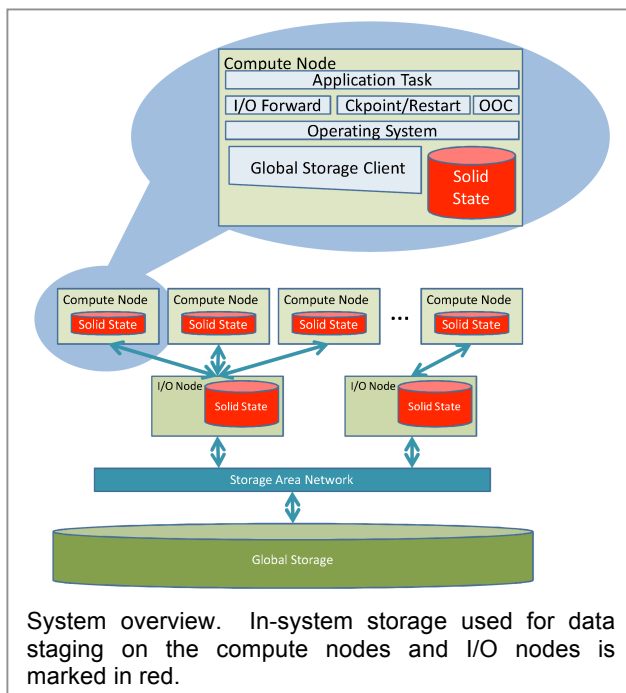 Compute Node
Application Task
I/O Forward Ckpoint/Restart OOC
Operating System
Global Storage Client
Solid
State
Compute Node Compute Node Compute Node ... Compute Node
Solid State Solid State Solid State Solid State
I/O Node I/O Node
Solid State Solid State
Storage Area Network
Global Storage
System overview. In-system storage used for data
staging on the compute nodes and I/O nodes is
marked in red.